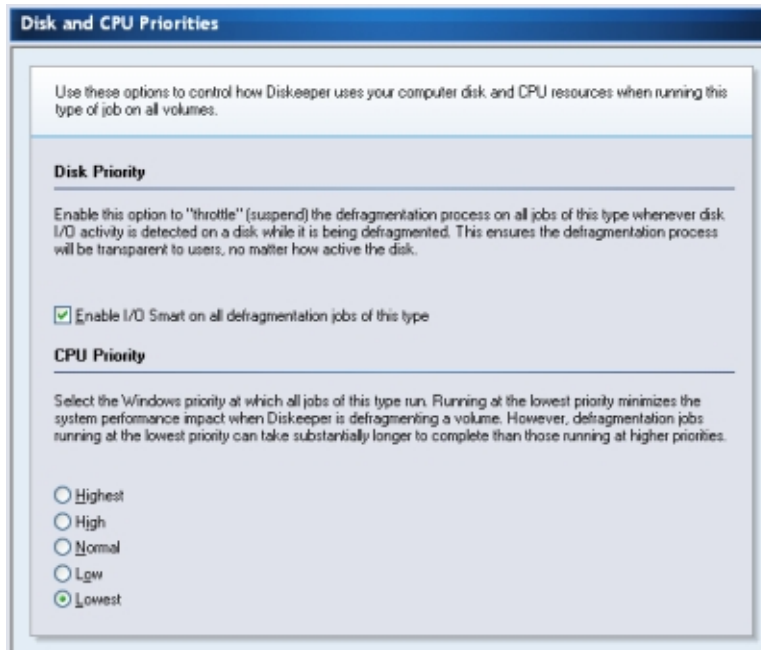 Disk and CPU Priorities
Use these options to control how Diskeeper uses your computer disk and CPU resources when running this
type of job on all volumes.
Disk Priority
Enable this option to "throttle" (suspend) the defragmentation process on all jobs of this type whenever disk
I/O activity is detected on a disk while it is being defragmented. This ensures the defragmentation process
will be transparent to users, no matter how active the disk.
Enable I/O Smart on all defragmentation jobs of this type
CPU Priority
Select the Windows priority at which all jobs of this type run. Running at the lowest priority minimizes the
system performance impact when Diskeeper is defragmenting a volume. However, defragmentation jobs
running at the lowest priority can take substantially longer to complete than those running at higher priorities.
Highest
High
Normal
Low
Lowest